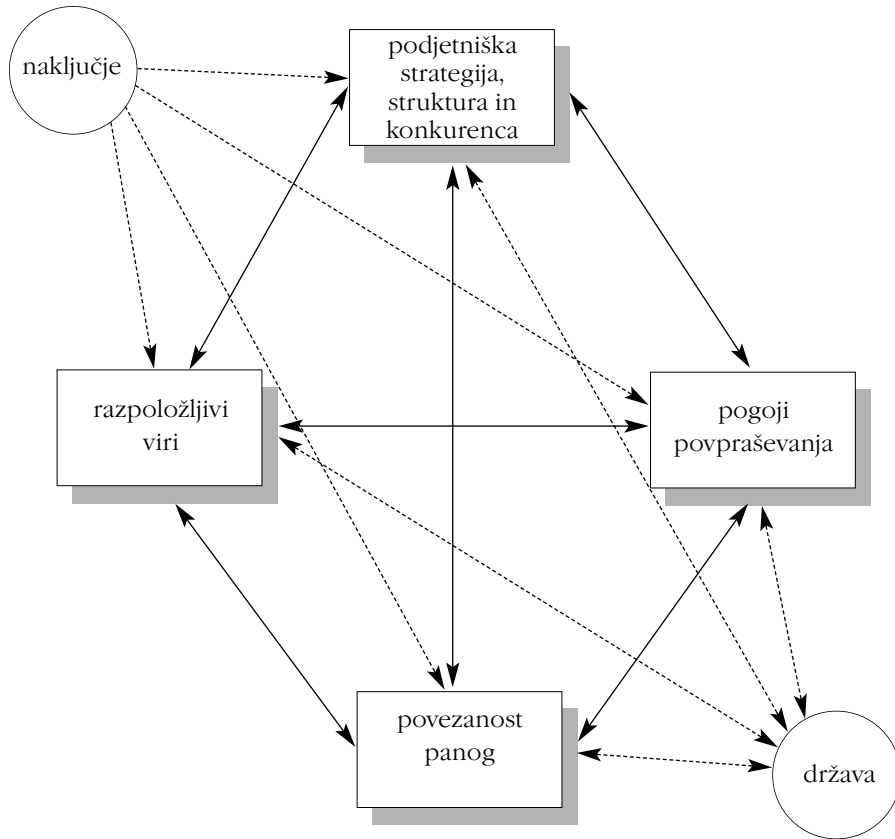 naključje
podjetniška
strategija,
struktura in
konkurenca
razpoložljivi
viri
pogoji
povpraševanja
povezanost
panog
država